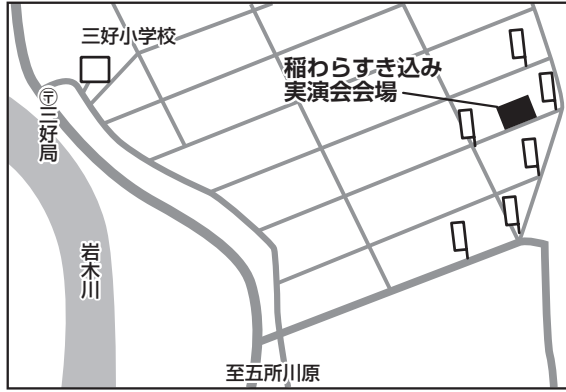 三好小学校
稲わらすき込み
実演会会場
〒三好局
岩木川
至五所川原